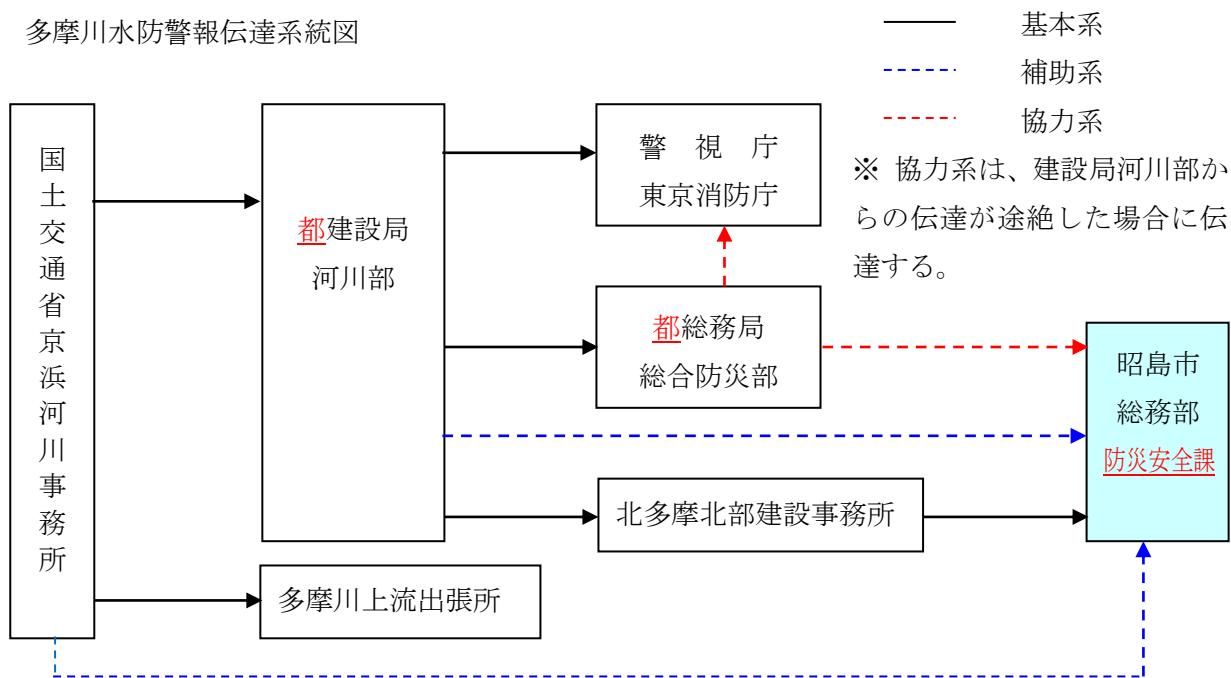 多摩川水防警報伝達系統図
基本系
補助系
協力系
※ 協力系は、建設局河川部か
らの伝達が途絶した場合に伝
達する。
国土交通省京浜河川事務所
都建設局
河川部
警 視 庁
東京消防庁
都総務局
総合防災部
北多摩北部建設事務所
多摩川上流出張所
昭島市
総務部
防災安全課